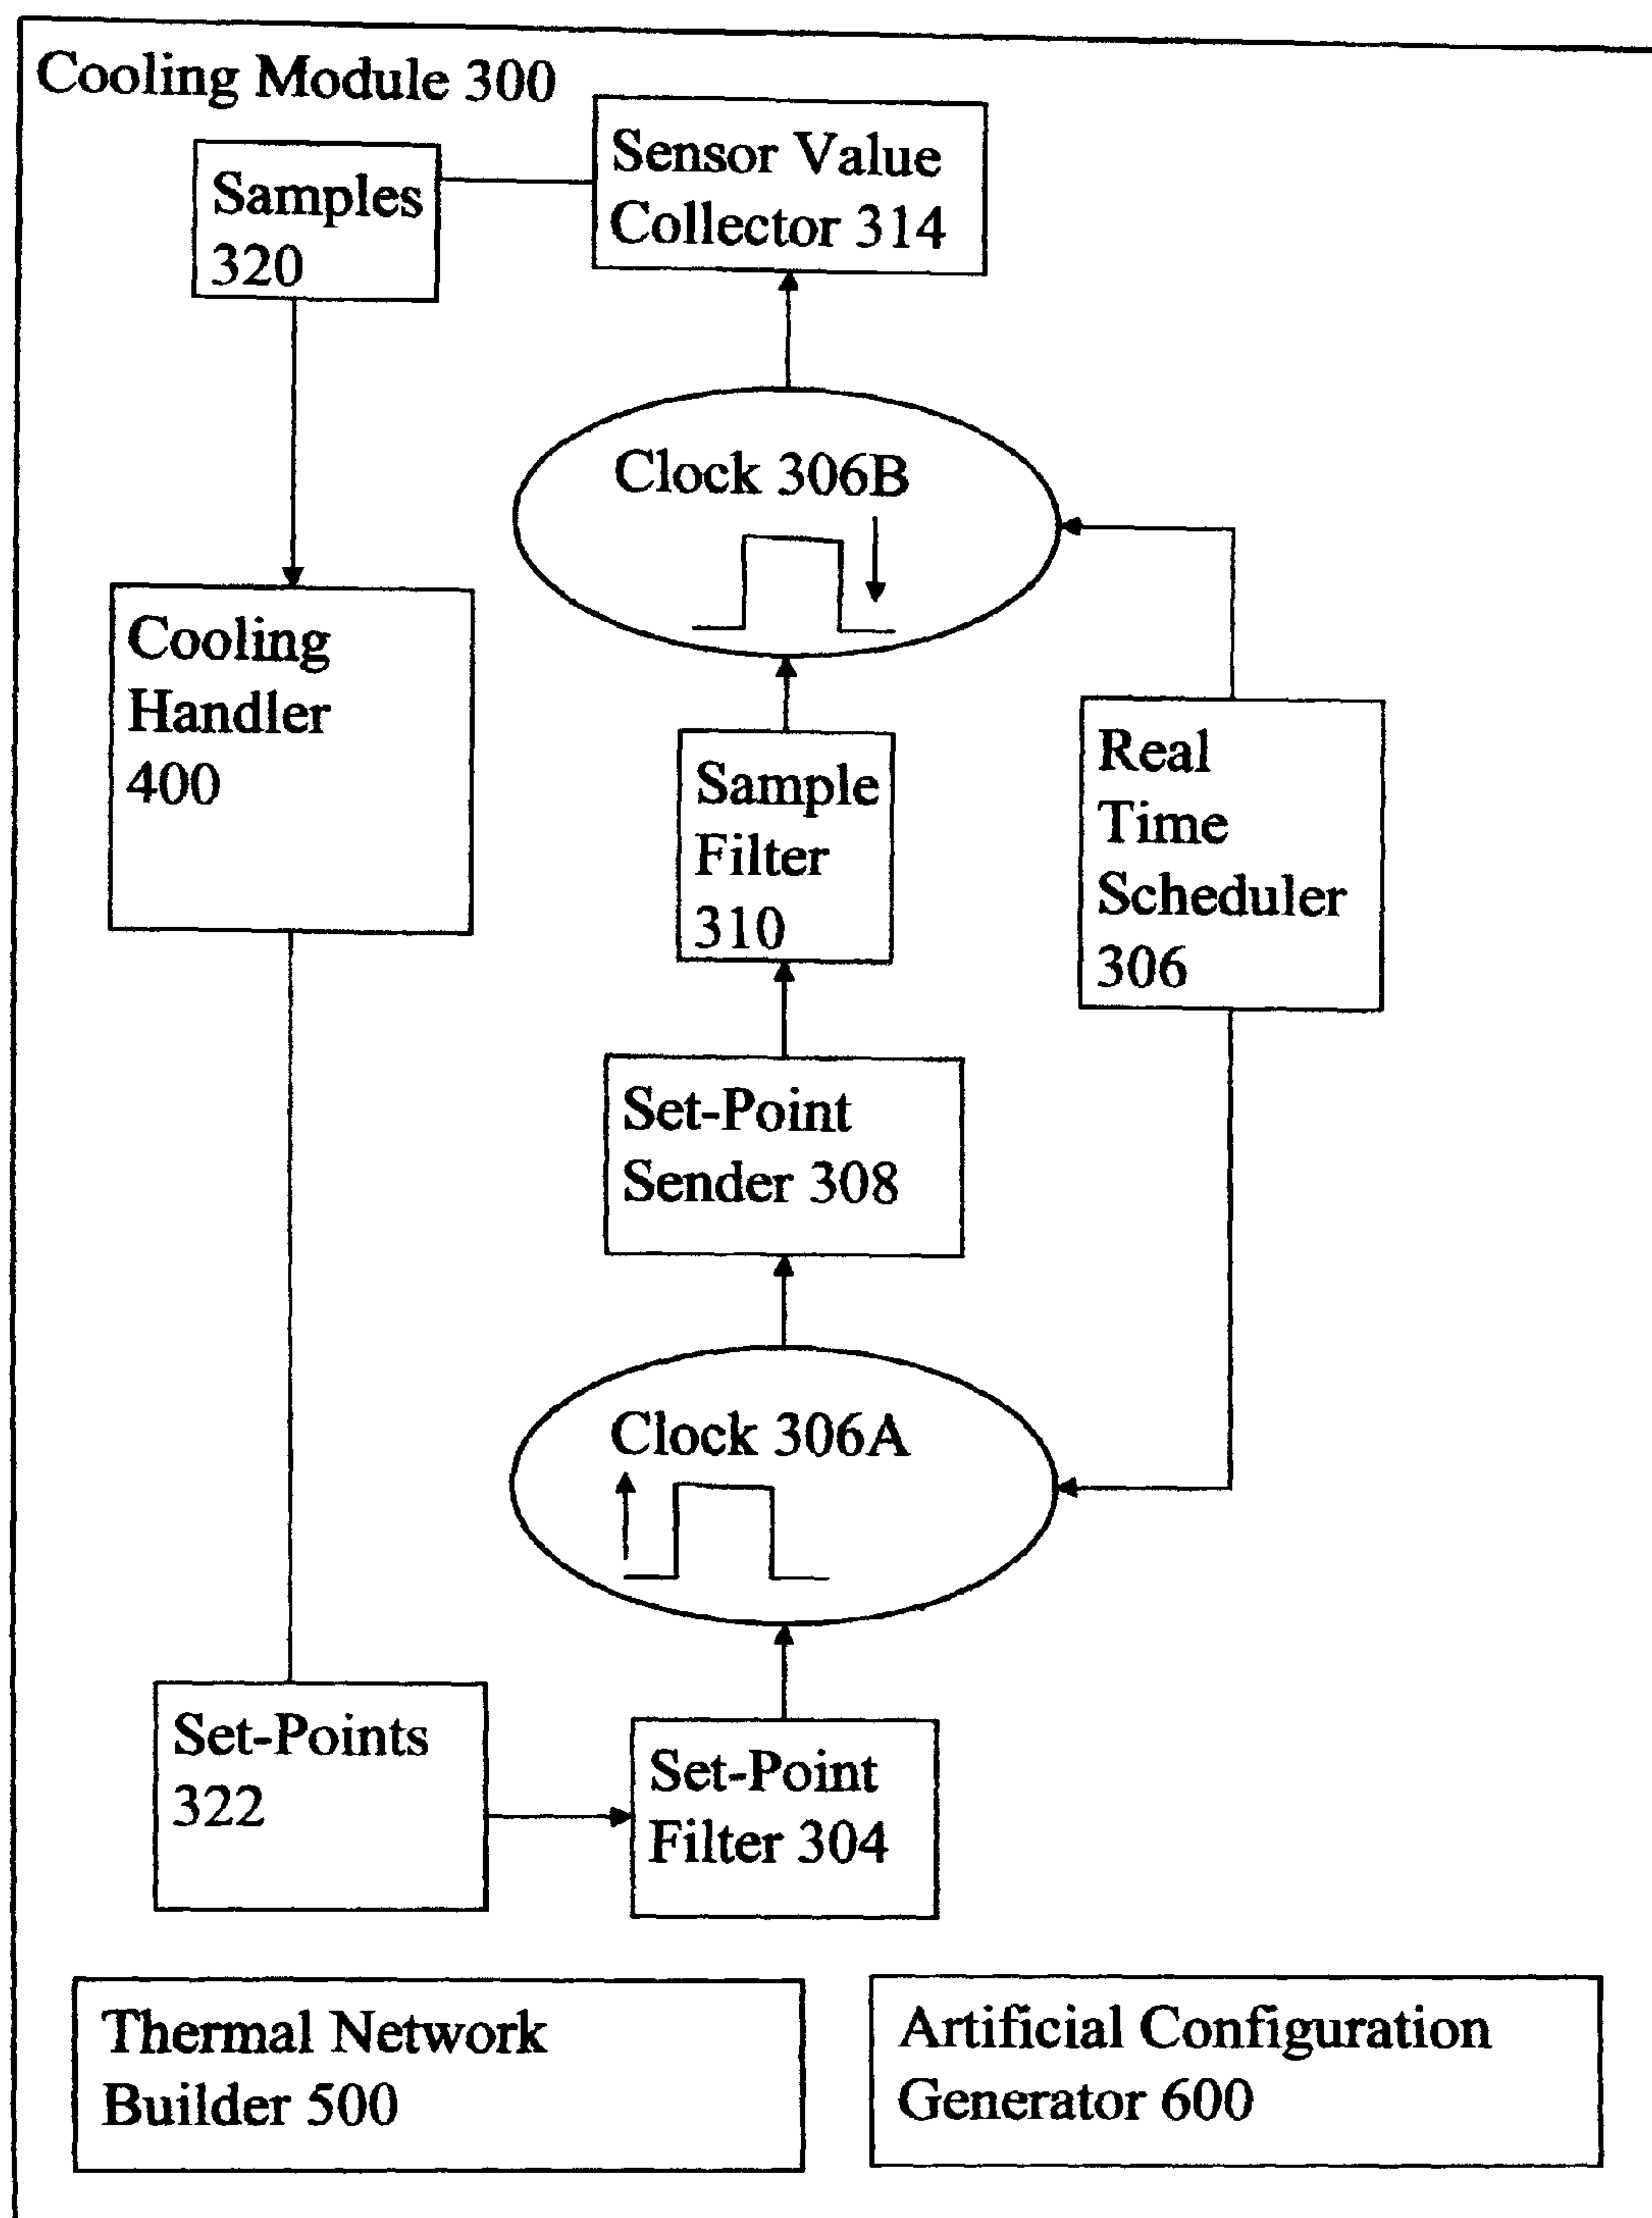 Cooling Module 300
Sensor Value
Collector 314
Samples
320
Clock 306B
Cooling
Handler
400
Sample
Filter
310
Real
Time
Scheduler
306
Set-Point
Sender 308
Clock 306A
Set-Points
322
Set-Point
Filter 304
Thermal Network
Builder 500
Artificial Configuration
Generator 600